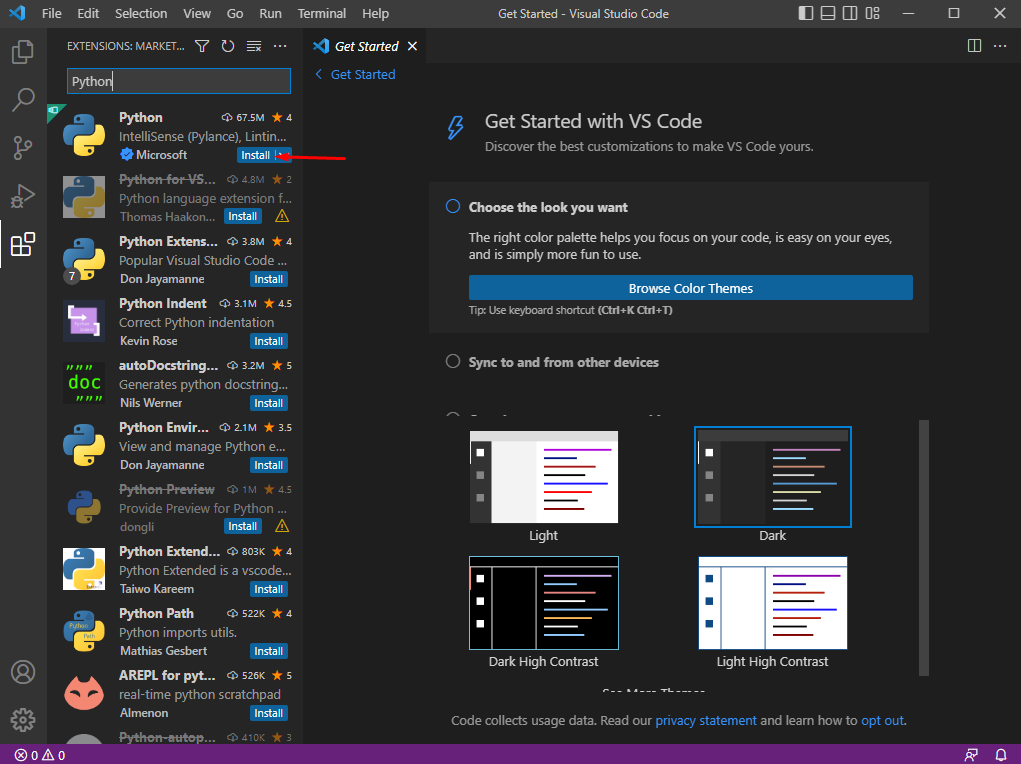 File Edit Selection View Go Run Terminal Help
Get Started - Visual Studio Code
EXTENSIONS: MARKET...
Python
Python 67.5M 4
IntelliSense (Pylance), Lintin...
Microsoft Install
Python for VS... 4.8M 2
Python language extension f...
Thomas Haakon... Install
Python Extens... 3.8M 4
Popular Visual Studio Code ...
7
Don Jayamanne Install
Python Indent 3.1M 4.5
Correct Python indentation
Kevin Rose Install
autoDocstring... 3.2M 5
"""
doc
"""
Generates python docstring...
Nils Werner Install
Python Envir... 2.1M 3.5
View and manage Python e...
Don Jayamanne Install
Python Preview 1M 4.5
Provide Preview for Python ...
dongli Install
Python Extend... 803K 4
Python Extended is a vscode...
Taiwo Kareem Install
Python Path 522K 4
Python
Path
Python imports utils.
Mathias Gesbert Install
AREPL for pyt... 526K 5
real-time python scratchpad
Almenon Install
Python-autop... 410K 3
Get Started
Get Started
Get Started with VS Code
Discover the best customizations to make VS Code yours.
Choose the look you want
The right color palette helps you focus on your code, is easy on your eyes,
and is simply more fun to use.
Browse Color Themes
Tip: Use keyboard shortcut (Ctrl+K Ctrl+T)
Sync to and from other devices
Light
Dark
Dark High Contrast
Light High Contrast
See More Themes
Code collects usage data. Read our privacy statement and learn how to opt out.
0 0